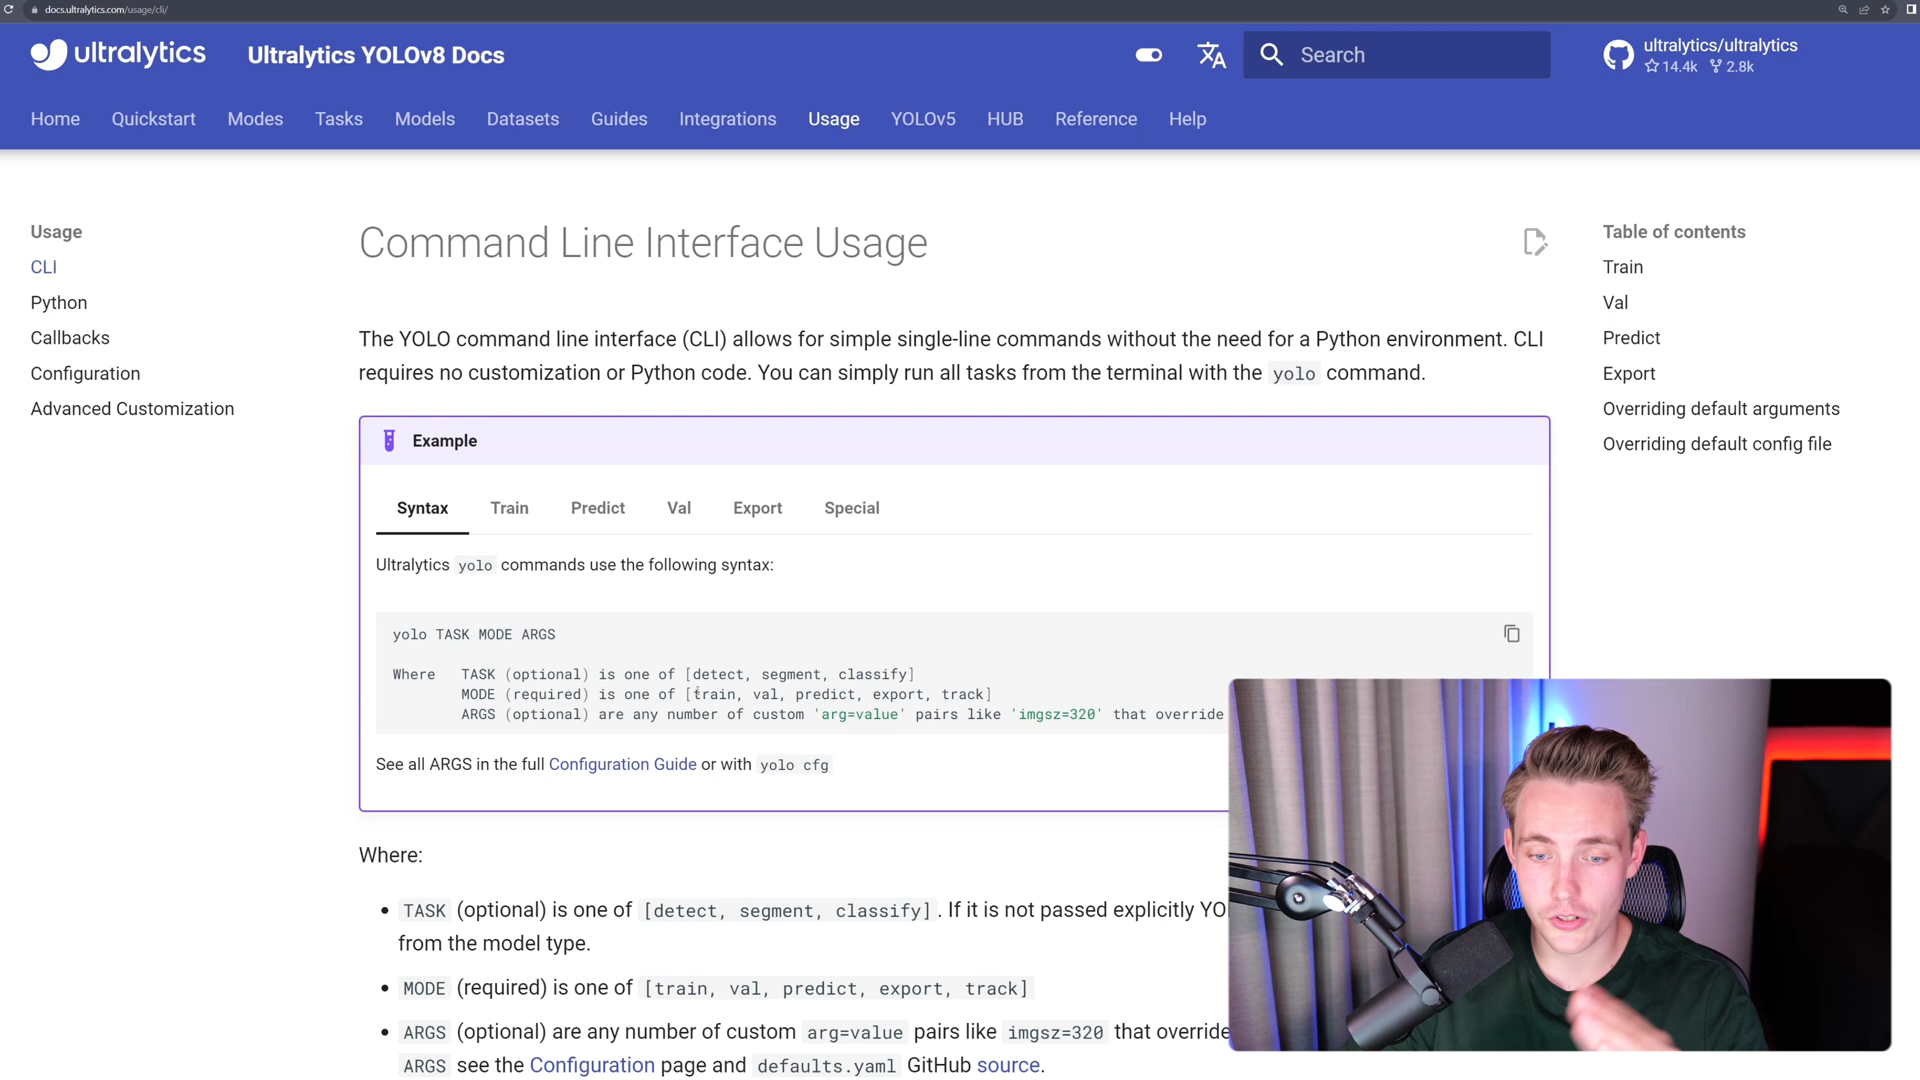 docs.ultralytics.com/usage/cli/
ultralytics
Ultralytics YOLOv8 Docs
Search
ultralytics/ultralytics
14.4k 2.8k
Home Quickstart Modes Tasks Models Datasets Guides Integrations Usage YOLOv5 HUB Reference Help
Usage
CLI
Python
Callbacks
Configuration
Advanced Customization
Command Line Interface Usage
The YOLO command line interface (CLI) allows for simple single-line commands without the need for a Python environment. CLI
requires no customization or Python code. You can simply run all tasks from the terminal with the yolo command.
Example
Syntax Train Predict Val Export Special
Ultralytics yolo commands use the following syntax:
yolo TASK MODE ARGS
Where TASK (optional) is one of [detect, segment, classify]
MODE (required) is one of [train, val, predict, export, track]
ARGS (optional) are any number of custom 'arg=value' pairs like 'imgsz=320' that override
See all ARGS in the full Configuration Guide or with yolo cfg
Where:
TASK (optional) is one of [detect, segment, classify]. If it is not passed explicitly YO
from the model type.
MODE (required) is one of [train, val, predict, export, track]
ARGS (optional) are any number of custom arg=value pairs like imgsz=320 that override
ARGS see the Configuration page and defaults.yaml GitHub source.
Table of contents
Train
Val
Predict
Export
Overriding default arguments
Overriding default config file